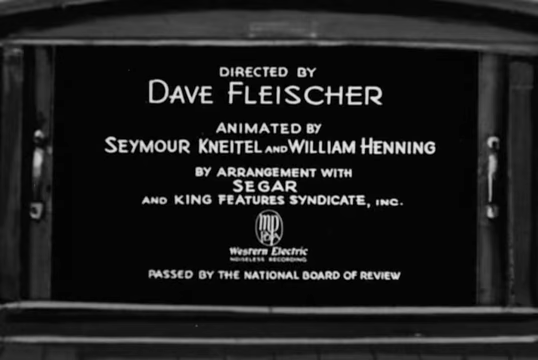 DIRECTED BY
DAVE FLEISCHER
ANIMATED BY
SEYMOUR KNEITEL AND WILLIAM HENNING
BY ARRANGEMENT WITH
SEGAR
AND KING FEATURES SYNDICATE, INC.
Western Electric
NOISELESS RECORDING
PASSED BY THE NATIONAL BOARD OF REVIEW